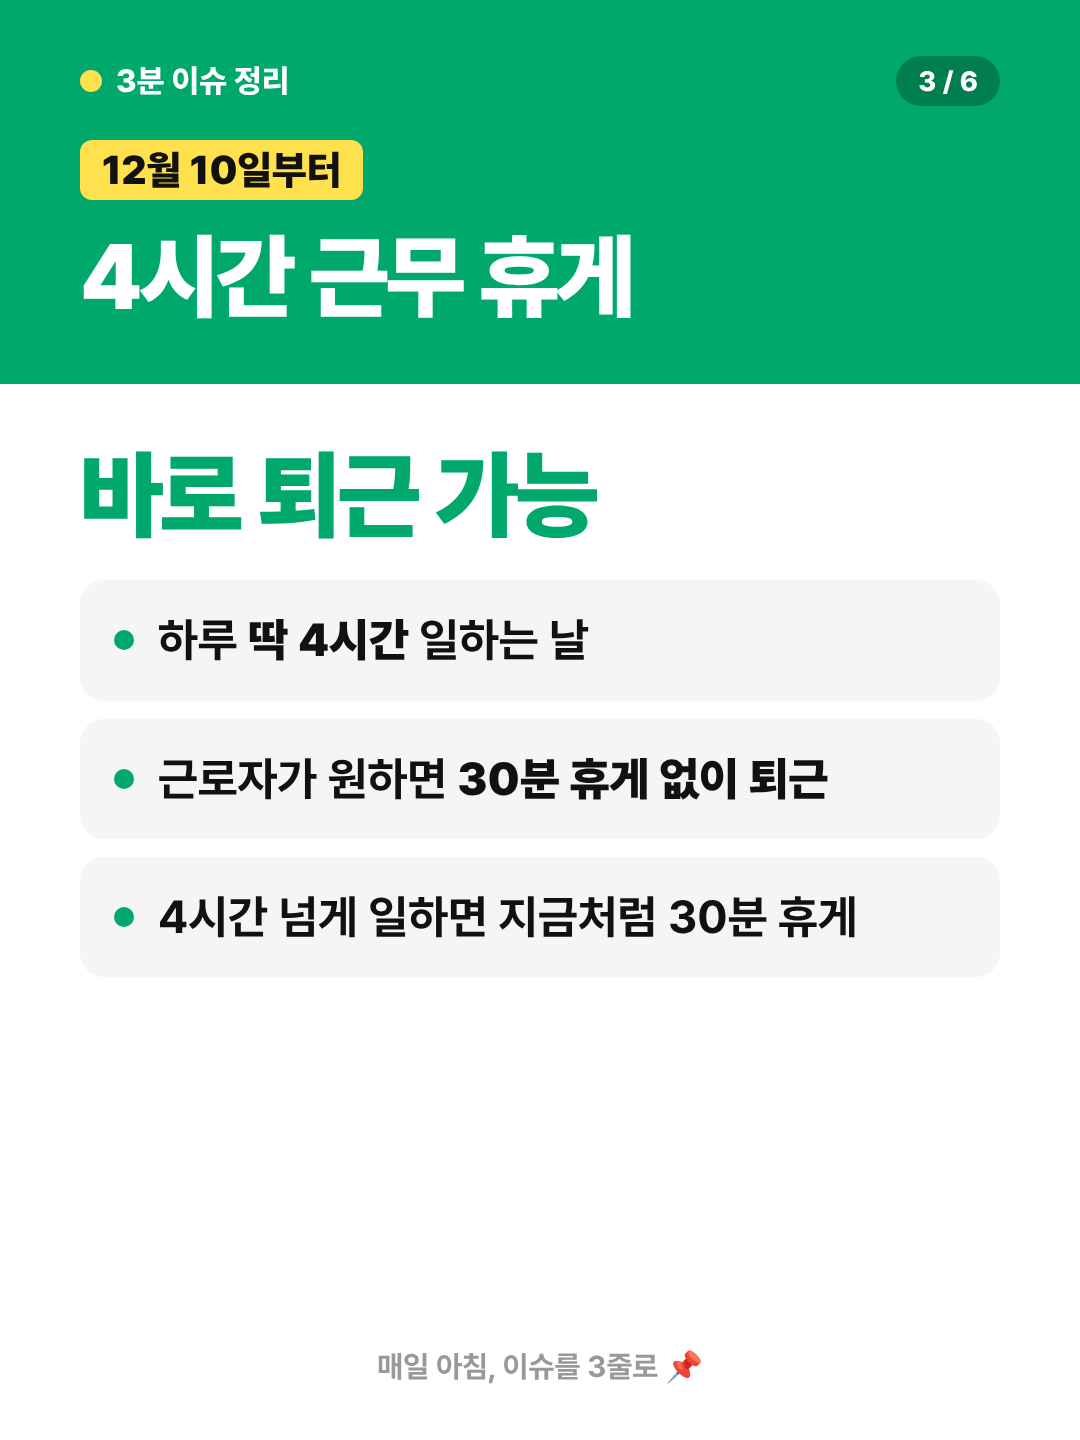 3분 이슈 정리
3 / 6
12월 10일부터
4시간 근무 휴게
바로 퇴근 가능
하루 딱 4시간 일하는 날
근로자가 원하면 30분 휴게 없이 퇴근
4시간 넘게 일하면 지금처럼 30분 휴게
매일 아침, 이슈를 3줄로 📌